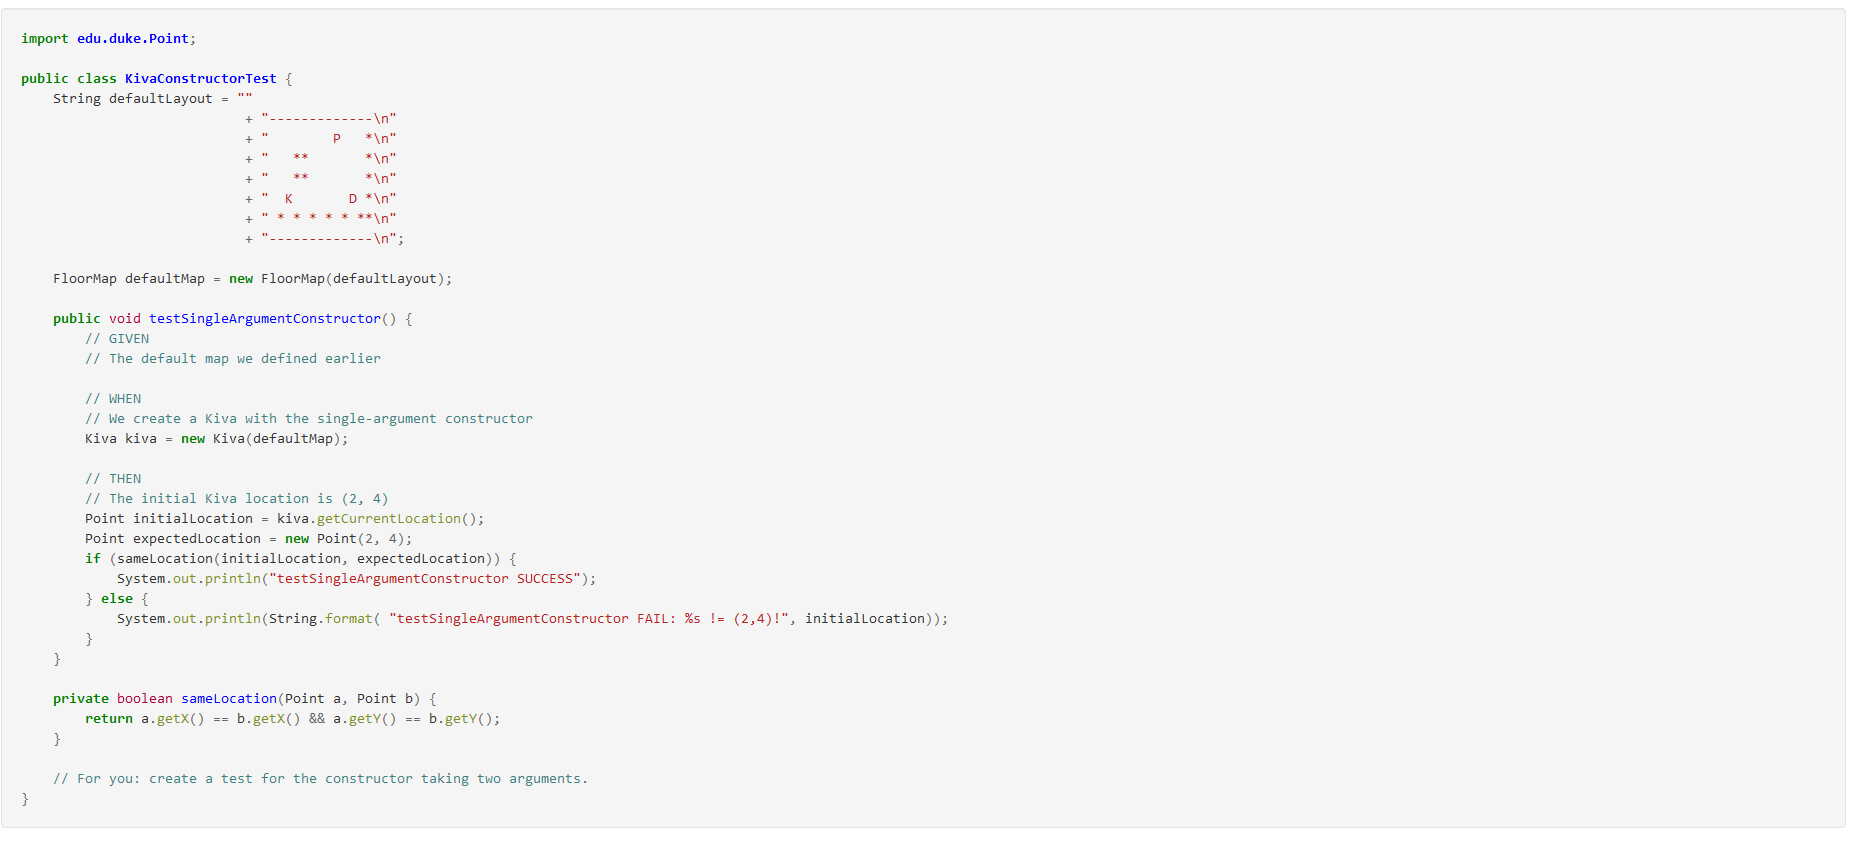 import edu.duke.Point;
public class KivaConstructorTest {
    String defaultLayout = ""
                            + "-------------\n"
                            + "        P   *\n"
                            + "   **       *\n"
                            + "   **       *\n"
                            + "  K       D *\n"
                            + " * * * * * **\n"
                            + "-------------\n";
    FloorMap defaultMap = new FloorMap(defaultLayout);
    public void testSingleArgumentConstructor() {
        // GIVEN
        // The default map we defined earlier
        // WHEN
        // We create a Kiva with the single-argument constructor
        Kiva kiva = new Kiva(defaultMap);
        // THEN
        // The initial Kiva location is (2, 4)
        Point initialLocation = kiva.getCurrentLocation();
        Point expectedLocation = new Point(2, 4);
        if (sameLocation(initialLocation, expectedLocation)) {
            System.out.println("testSingleArgumentConstructor SUCCESS");
        } else {
            System.out.println(String.format( "testSingleArgumentConstructor FAIL: %s != (2,4)!", initialLocation));
        }
    }
    private boolean sameLocation(Point a, Point b) {
        return a.getX() == b.getX() && a.getY() == b.getY();
    }
    // For you: create a test for the constructor taking two arguments.
}